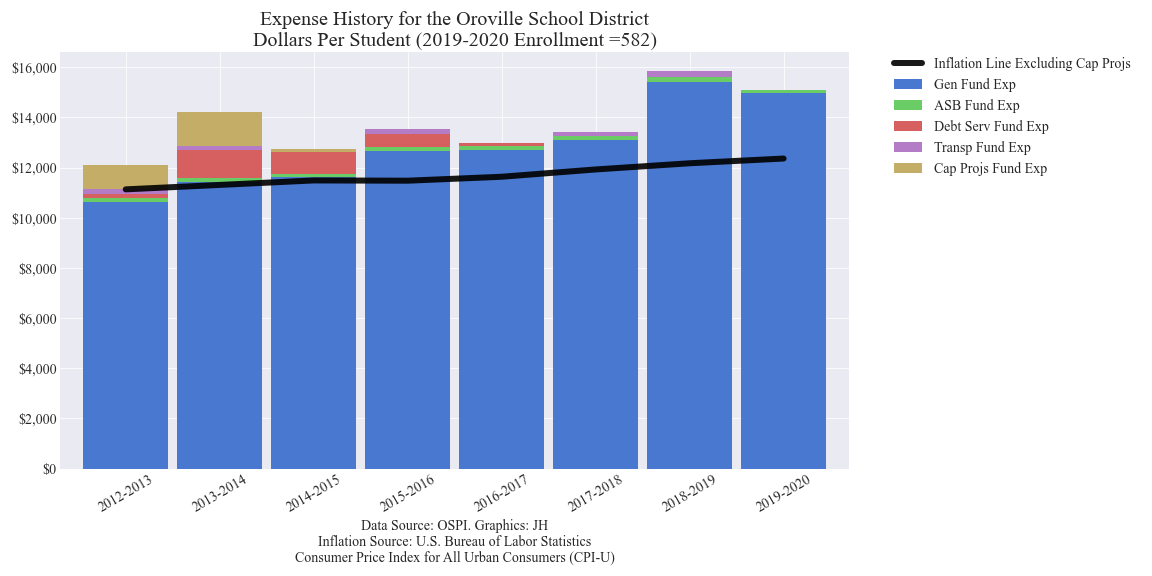 Expense History for the Oroville School District
Dollars Per Student (2019-2020 Enrollment =582)
$16,000
$14,000
$12,000
$10,000
$8,000
$6,000
$4,000
$2,000
$0
2012-2013
2013-2014
2014-2015
2015-2016
2016-2017
2017-2018
2018-2019
2019-2020
Inflation Line Excluding Cap Projs
Gen Fund Exp
ASB Fund Exp
Debt Serv Fund Exp
Transp Fund Exp
Cap Projs Fund Exp
Data Source: OSPI. Graphics: JH
Inflation Source: U.S. Bureau of Labor Statistics
Consumer Price Index for All Urban Consumers (CPI-U)